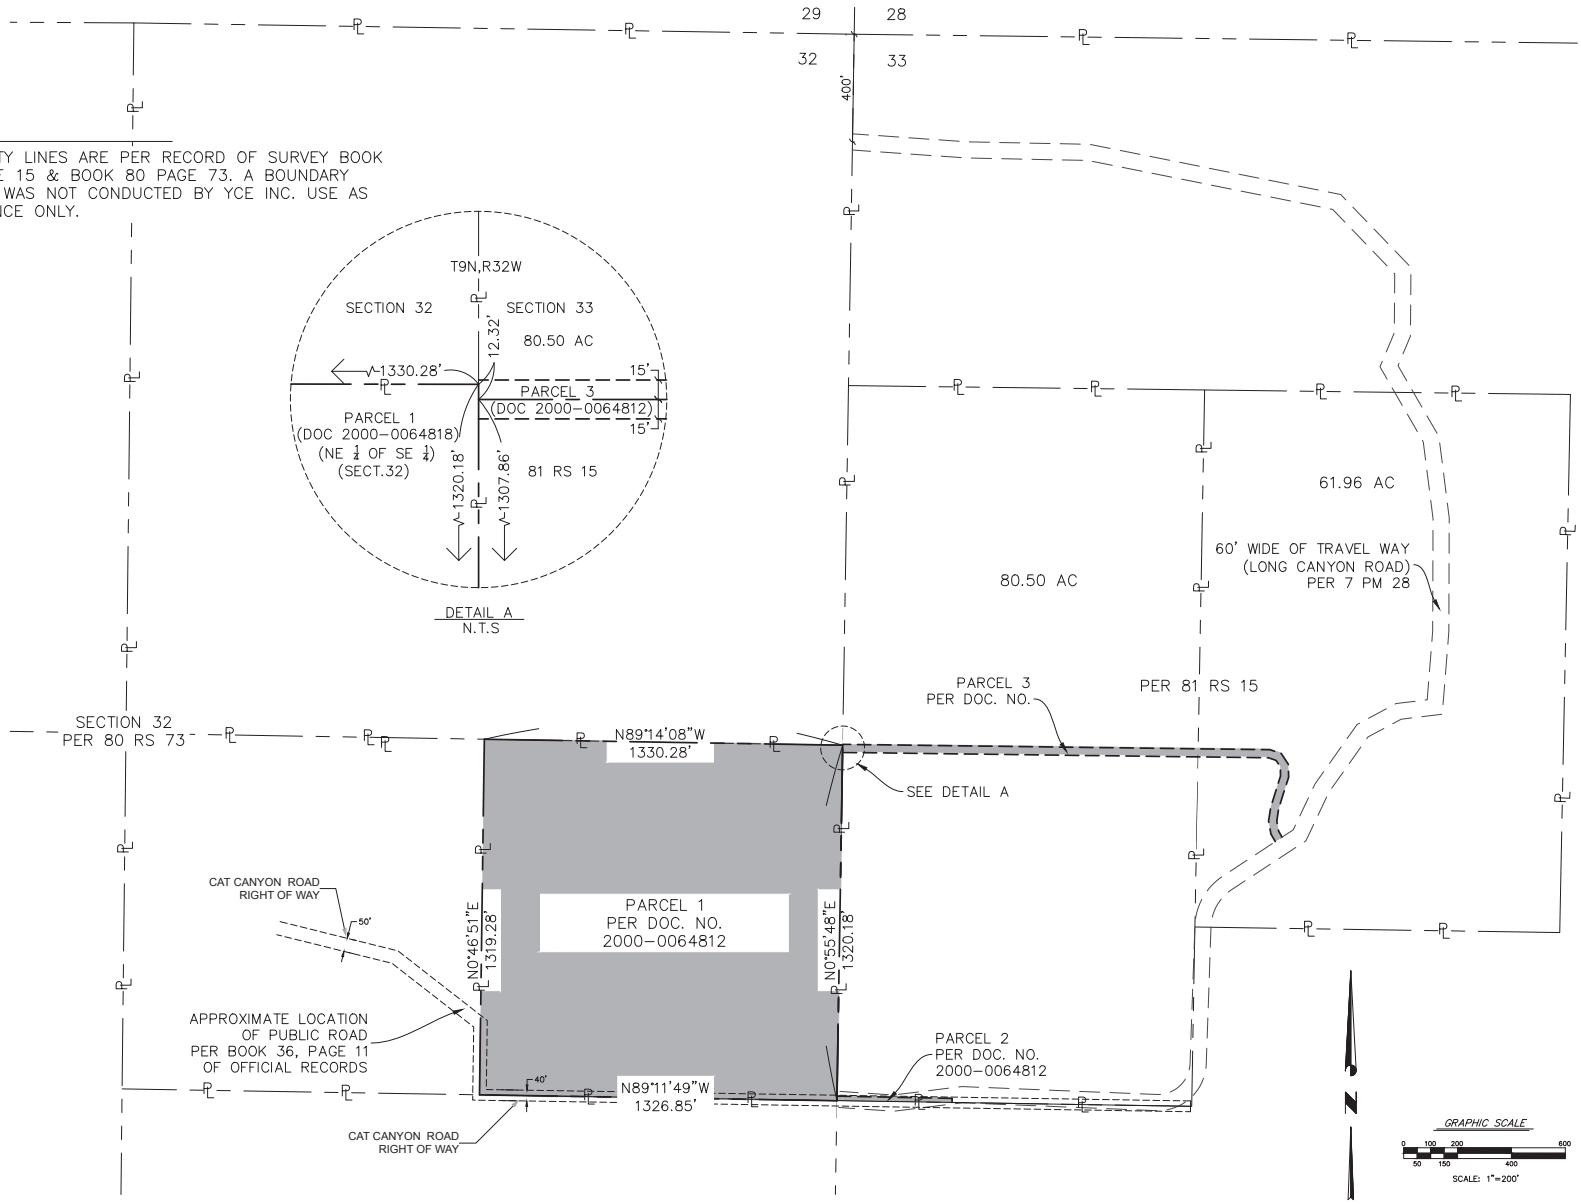 29
28
32
33
400'
TY LINES ARE PER RECORD OF SURVEY BOOK
E 15 & BOOK 80 PAGE 73. A BOUNDARY
WAS NOT CONDUCTED BY YCE INC. USE AS
NCE ONLY.
T9N,R32W
SECTION 32
SECTION 33
12.32'
80.50 AC
1330.28'
15'
PARCEL 3
(DOC 2000-0064812)
15'
PARCEL 1
(DOC 2000-0064818)
(NE 1/4 OF SE 1/4)
(SECT.32)
1320.18'
1307.86'
81 RS 15
DETAIL A
N.T.S
61.96 AC
60' WIDE OF TRAVEL WAY
(LONG CANYON ROAD)
PER 7 PM 28
80.50 AC
PARCEL 3
PER DOC. NO.
PER 81 RS 15
SECTION 32
PER 80 RS 73
N89°14'08"W
1330.28'
SEE DETAIL A
CAT CANYON ROAD
RIGHT OF WAY
50'
PARCEL 1
PER DOC. NO.
2000-0064812
N0°46'51"E
1319.28'
N0°55'48"E
1320.18'
APPROXIMATE LOCATION
OF PUBLIC ROAD
PER BOOK 36, PAGE 11
OF OFFICIAL RECORDS
PARCEL 2
PER DOC. NO.
2000-0064812
40'
N89°11'49"W
1326.85'
CAT CANYON ROAD
RIGHT OF WAY
N
GRAPHIC SCALE
0 100 200 600
50 150 400
SCALE: 1"=200'